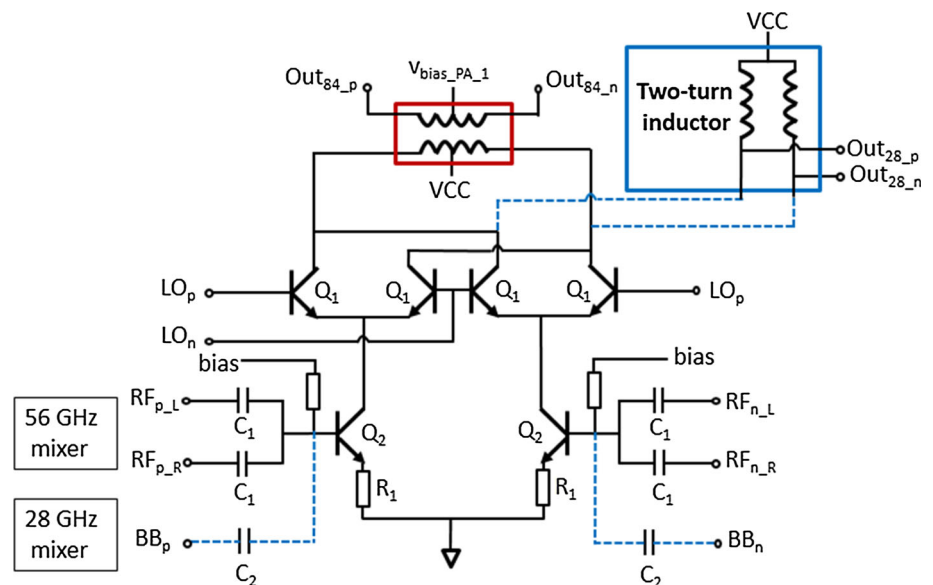 VCC
Out84_p
Vbias_PA_1
Out84_n
Two-turn
inductor
VCC
Out28_p
Out28_n
LOp
Q1
Q1
Q1
Q1
LOp
LOn
bias
bias
56 GHz
mixer
RFp_L
C1
Q2
Q2
C1
RFn_L
RFp_R
C1
R1
R1
C1
RFn_R
28 GHz
mixer
BBp
C2
C2
BBn